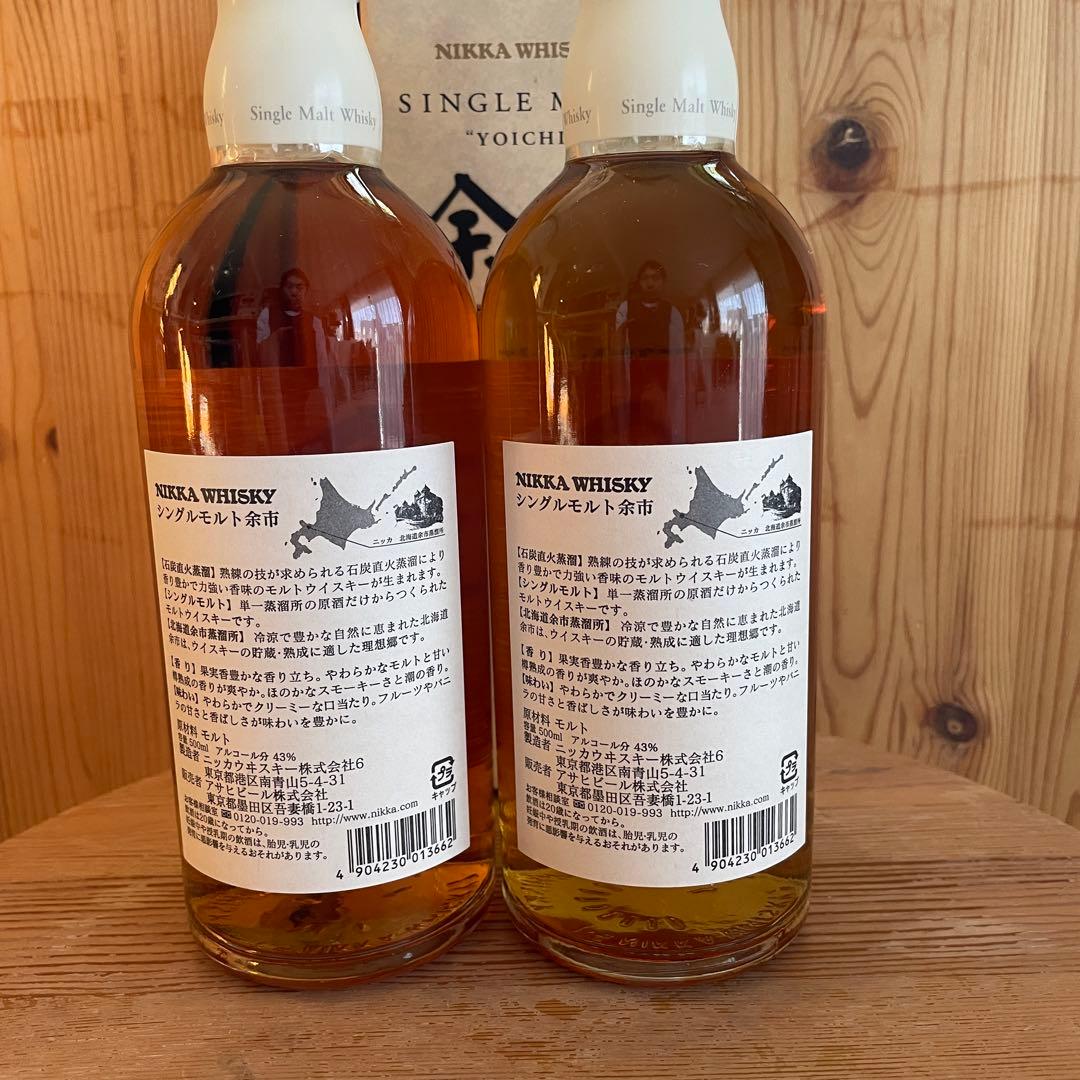 NIKKA WHIS
SINGLE M
"YOICHI
余
Whisky
Single Malt Whisky
Whisky
Single Malt Whisky
NIKKA WHISKY
シングルモルト余市
ニッカ 北海道余市蒸溜所
【石炭直火蒸溜】熟練の技が求められる石炭直火蒸溜により
香り豊かで力強い香味のモルトウイスキーが生まれます。
【シングルモルト】単一蒸溜所の原酒だけからつくられた
モルトウイスキーです。
【北海道余市蒸溜所】冷涼で豊かな自然に恵まれた北海道
余市は、ウイスキーの貯蔵・熟成に適した理想郷です。
【香り】果実香豊かな香り立ち。やわらかなモルトと甘い
樽熟成の香りが爽やか。ほのかなスモーキーさと潮の香り。
【味わい】やわらかでクリーミーな口当たり。フルーツやバニ
ラの甘さと香ばしさが味わいを豊かに。
原材料 モルト
容量 500ml アルコール分 43%
製造者 ニッカウヰスキー株式会社6
東京都港区南青山5-4-31
販売者 アサヒビール株式会社
東京都墨田区吾妻橋1-23-1
お客様相談室 0120-019-993 http://www.nikka.com
飲酒は20歳になってから。
妊娠中や授乳期の飲酒は、胎児・乳児の
発育に悪影響を与えるおそれがあります。
プラ
キャップ
4 904230 013662
NIKKA WHISKY
シングルモルト余市
ニッカ 北海道余市蒸溜所
【石炭直火蒸溜】熟練の技が求められる石炭直火蒸溜により
香り豊かで力強い香味のモルトウイスキーが生まれます。
【シングルモルト】単一蒸溜所の原酒だけからつくられた
モルトウイスキーです。
【北海道余市蒸溜所】冷涼で豊かな自然に恵まれた北海道
余市は、ウイスキーの貯蔵・熟成に適した理想郷です。
【香り】果実香豊かな香り立ち。やわらかなモルトと甘い
樽熟成の香りが爽やか。ほのかなスモーキーさと潮の香り。
【味わい】やわらかでクリーミーな口当たり。フルーツやバニ
ラの甘さと香ばしさが味わいを豊かに。
原材料 モルト
容量 500ml アルコール分 43%
製造者 ニッカウヰスキー株式会社6
東京都港区南青山5-4-31
販売者 アサヒビール株式会社
東京都墨田区吾妻橋1-23-1
お客様相談室 0120-019-993 http://www.nikka.com
飲酒は20歳になってから。
妊娠中や授乳期の飲酒は、胎児・乳児の
発育に悪影響を与えるおそれがあります。
プラ
キャップ
4 904230 013662